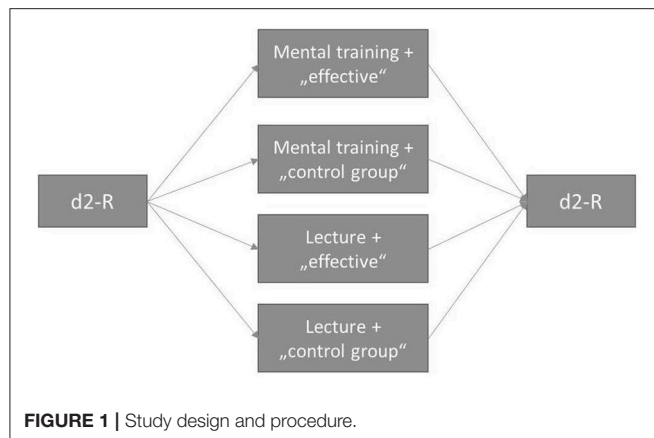 Mental training +
„effective“
Mental training +
„control group“
d2-R
d2-R
Lecture +
„effective“
Lecture +
„control group“
FIGURE 1 | Study design and procedure.